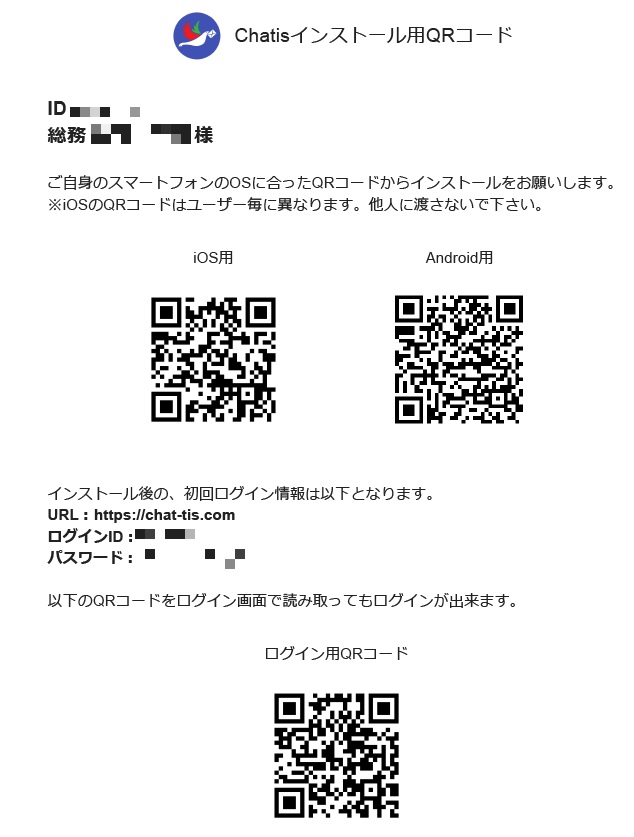 Chatisインストール用QRコード
ID
総務 様
ご自身のスマートフォンのOSに合ったQRコードからインストールをお願いします。
※iOSのQRコードはユーザー毎に異なります。他人に渡さないで下さい。
iOS用 Android用
インストール後の、初回ログイン情報は以下となります。
URL：https://chat-tis.com
ログインID：
パスワード：
以下のQRコードをログイン画面で読み取ってもログインが出来ます。
ログイン用QRコード